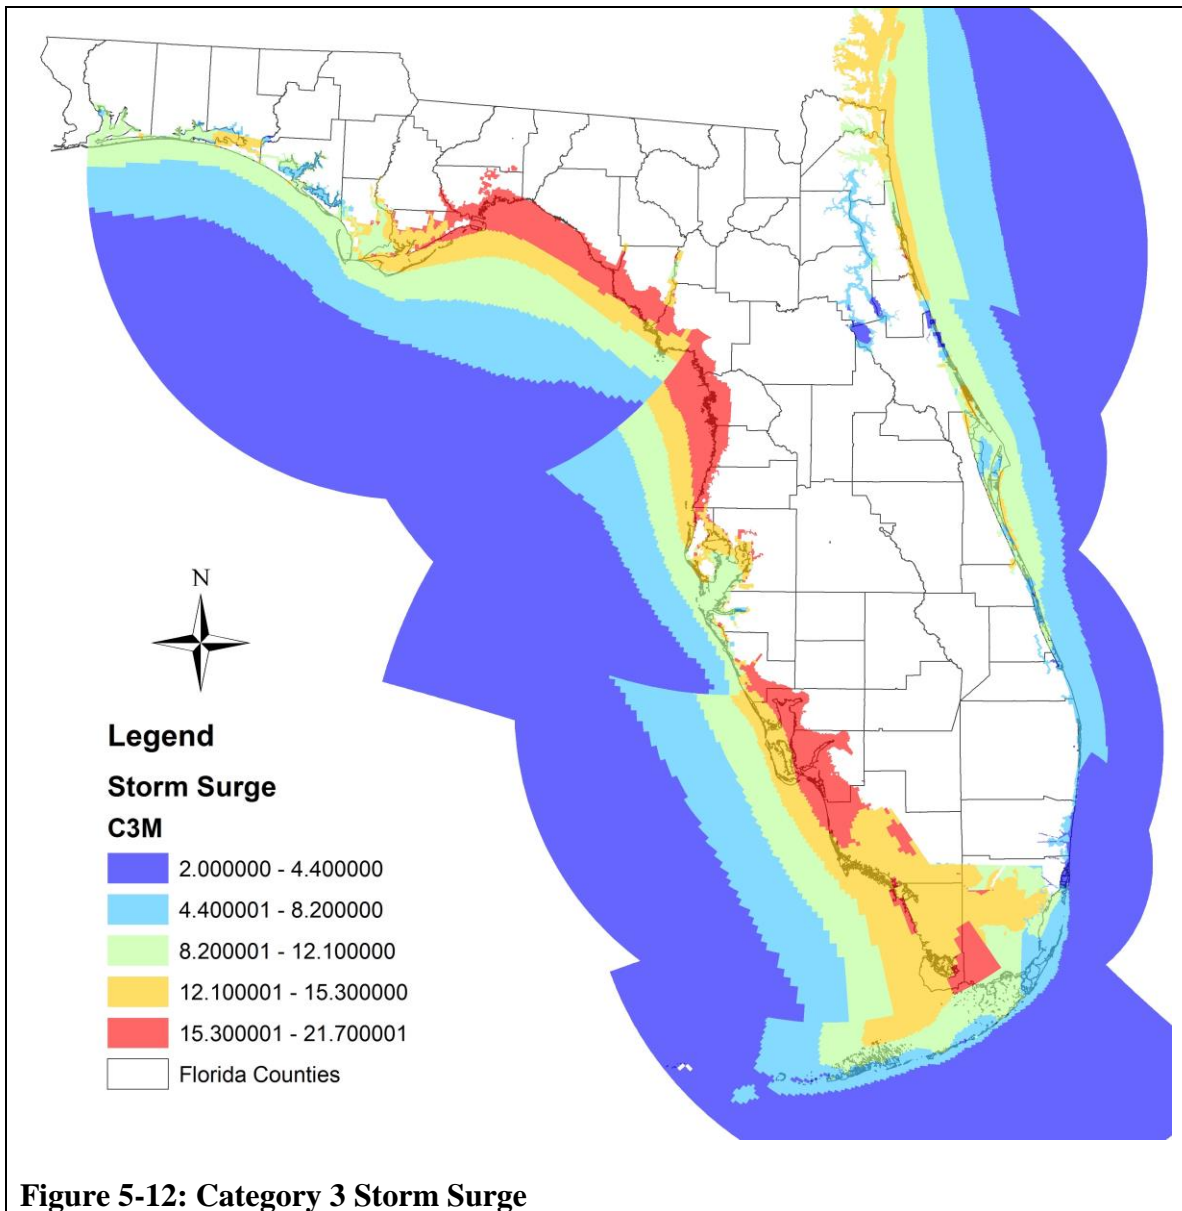 N
Legend
Storm Surge
C3M
2.000000 - 4.400000
4.400001 - 8.200000
8.200001 - 12.100000
12.100001 - 15.300000
15.300001 - 21.700001
Florida Counties
Figure 5-12: Category 3 Storm Surge